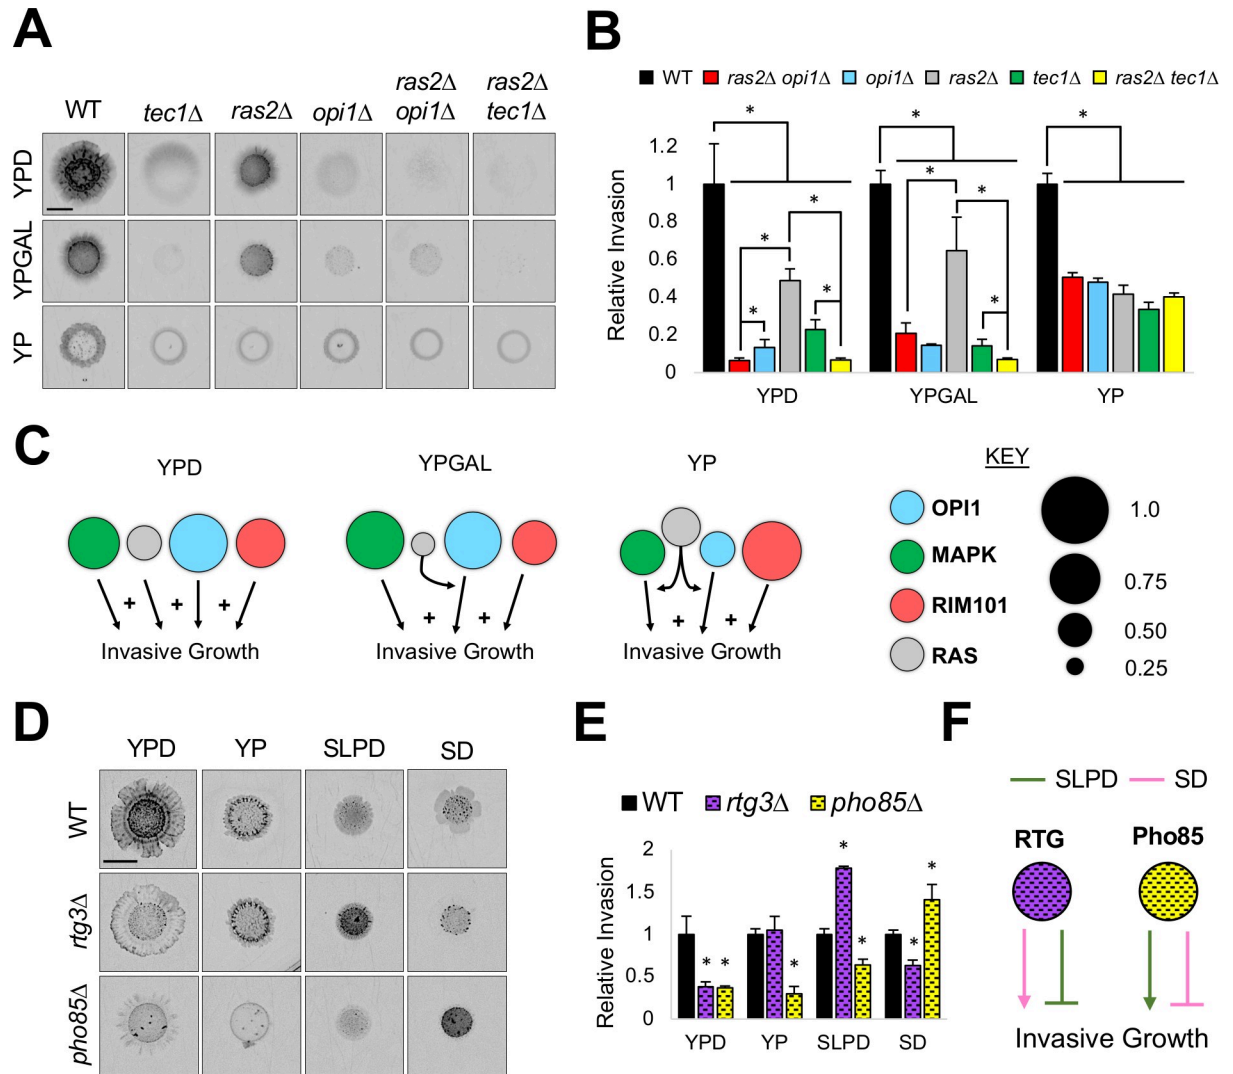 A
WT
tec1Δ
ras2Δ
opi1Δ
ras2Δ
opi1Δ
ras2Δ
tec1Δ
YPD
YPGAL
YP
B
WT
ras2Δ opi1Δ
opi1Δ
ras2Δ
tec1Δ
ras2Δ tec1Δ
Relative Invasion
1.2
1
0.8
0.6
0.4
0.2
0
* * * * *
* * * *
*
YPD
YPGAL
YP
C
YPD
+ + +
Invasive Growth
YPGAL
+ +
Invasive Growth
YP
+ +
Invasive Growth
KEY
OPI1
MAPK
RIM101
RAS
1.0
0.75
0.50
0.25
D
YPD
YP
SLPD
SD
WT
rtg3Δ
pho85Δ
E
WT
rtg3Δ
pho85Δ
Relative Invasion
2
1.5
1
0.5
0
* * * * * * *
YPD
YP
SLPD
SD
F
SLPD
SD
RTG
Pho85
Invasive Growth